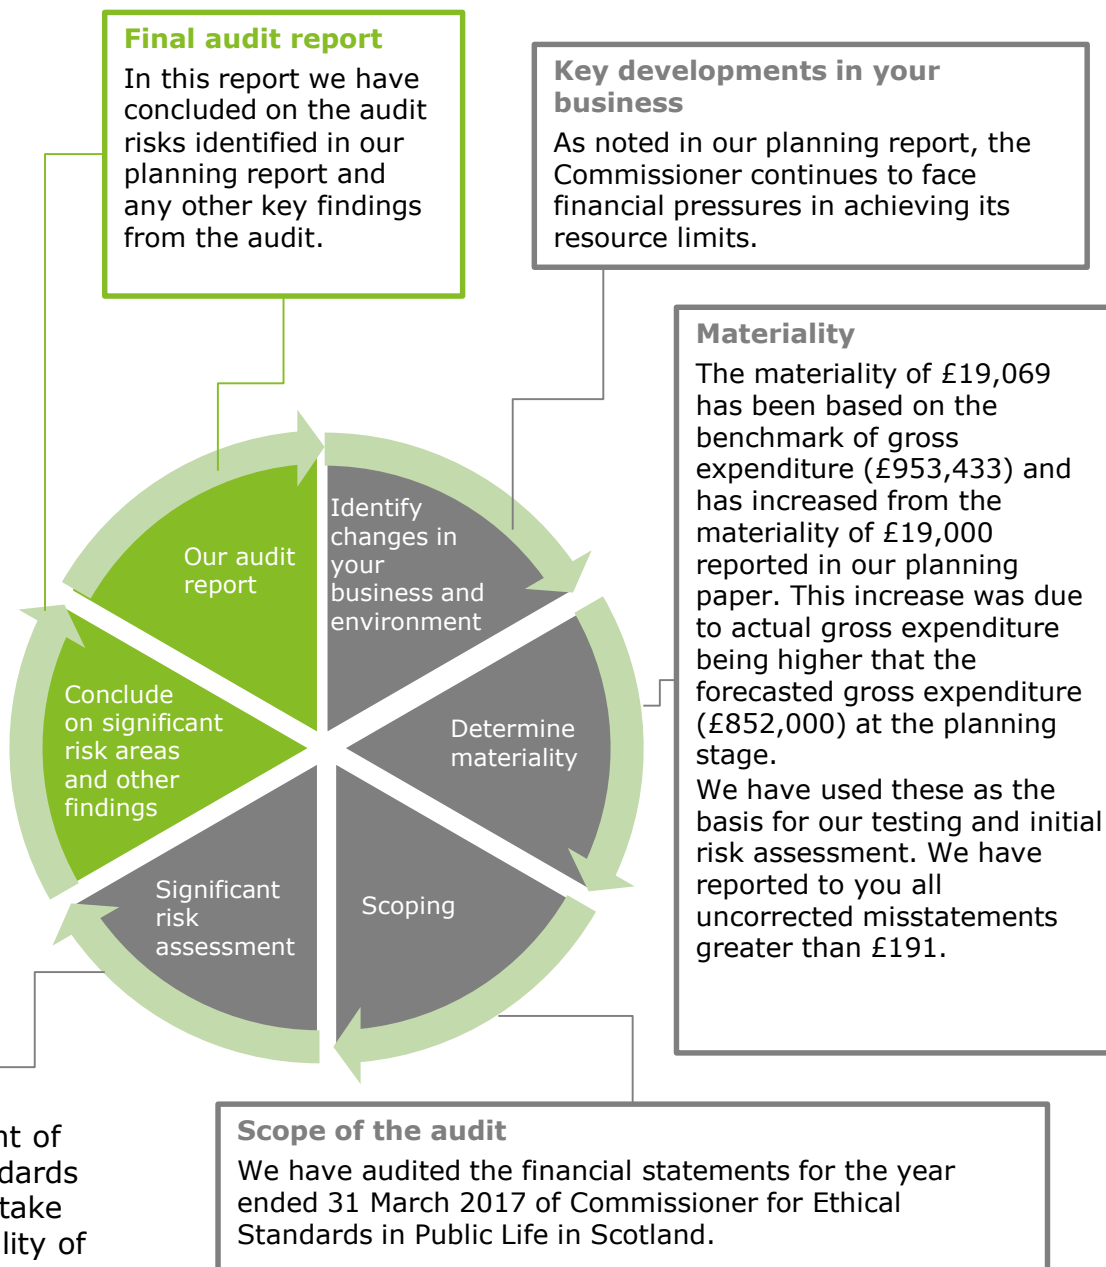 Final audit report
In this report we have
concluded on the audit
risks identified in our
planning report and
any other key findings
from the audit.
Key developments in your
business
As noted in our planning report, the
Commissioner continues to face
financial pressures in achieving its
resource limits.
Materiality
The materiality of £19,069
has been based on the
benchmark of gross
expenditure (£953,433) and
has increased from the
materiality of £19,000
reported in our planning
paper. This increase was due
to actual gross expenditure
being higher that the
forecasted gross expenditure
(£852,000) at the planning
stage.
We have used these as the
basis for our testing and initial
risk assessment. We have
reported to you all
uncorrected misstatements
greater than £191.
Identify
changes in
your
business and
environment
Determine
materiality
Scoping
Significant
risk
assessment
Conclude
on significant
risk areas
and other
findings
Our audit
report
Scope of the audit
We have audited the financial statements for the year
ended 31 March 2017 of Commissioner for Ethical
Standards in Public Life in Scotland.
nt of
dards
take
lity of